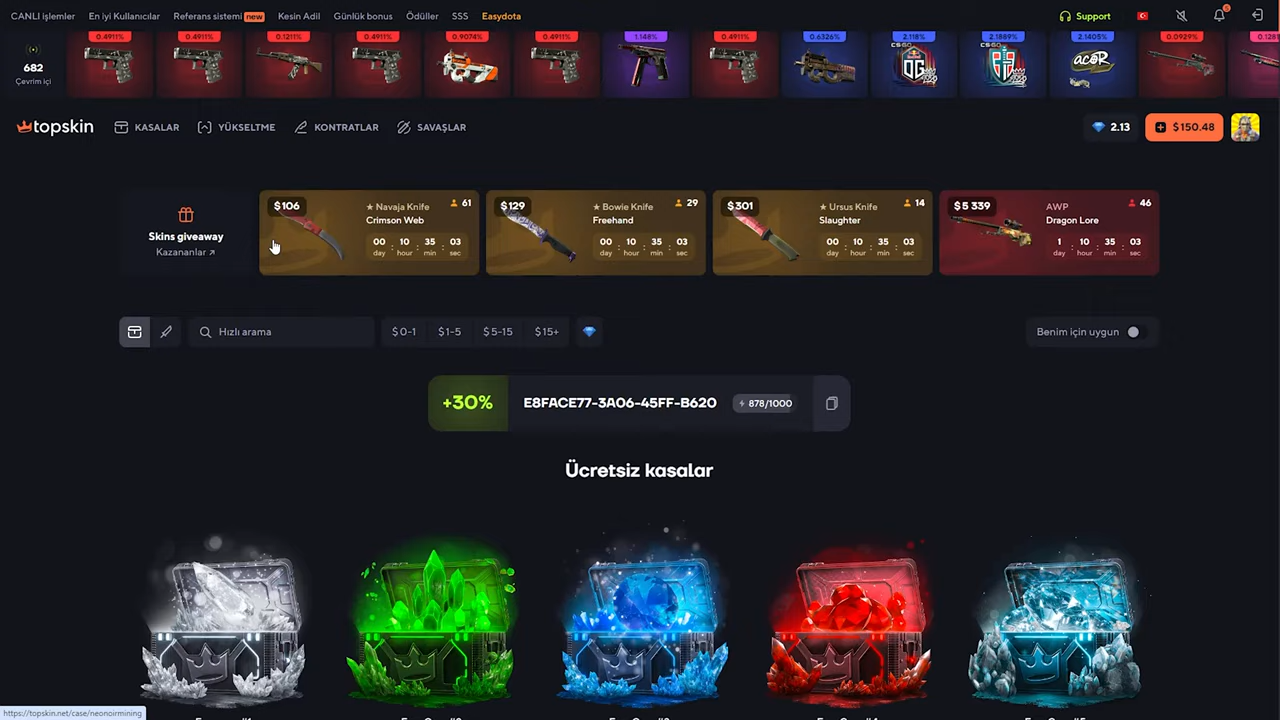 CANLI işlemler En iyi Kullanıcılar Referans sistemi new Kesin Adil Günlük bonus Ödüller SSS Easydota Support 5
0.4911% 0.4911% 0.1211% 0.4911% 0.9074% 0.4911% 1.148% 0.4911% 0.6326% 2.118% 2.1889% 2.1405% 0.0929%
682
Çevrim içi
topskin KASALAR YÜKSELTME KONTRATLAR SAVAŞLAR 2.13 $150.48
Skins giveaway
Kazananlar ↗
$106 ★ Navaja Knife 61
Crimson Web
00 : 10 : 35 : 03
day hour min sec
$129 ★ Bowie Knife 29
Freehand
00 : 10 : 35 : 03
day hour min sec
$301 ★ Ursus Knife 14
Slaughter
00 : 10 : 35 : 03
day hour min sec
$5 339 AWP 46
Dragon Lore
1 : 10 : 35 : 03
day hour min sec
Hızlı arama $0-1 $1-5 $5-15 $15+ Benim için uygun
+30% E8FACE77-3A06-45FF-B620 878/1000
Ücretsiz kasalar
https://topskin.net/case/neonoirmining